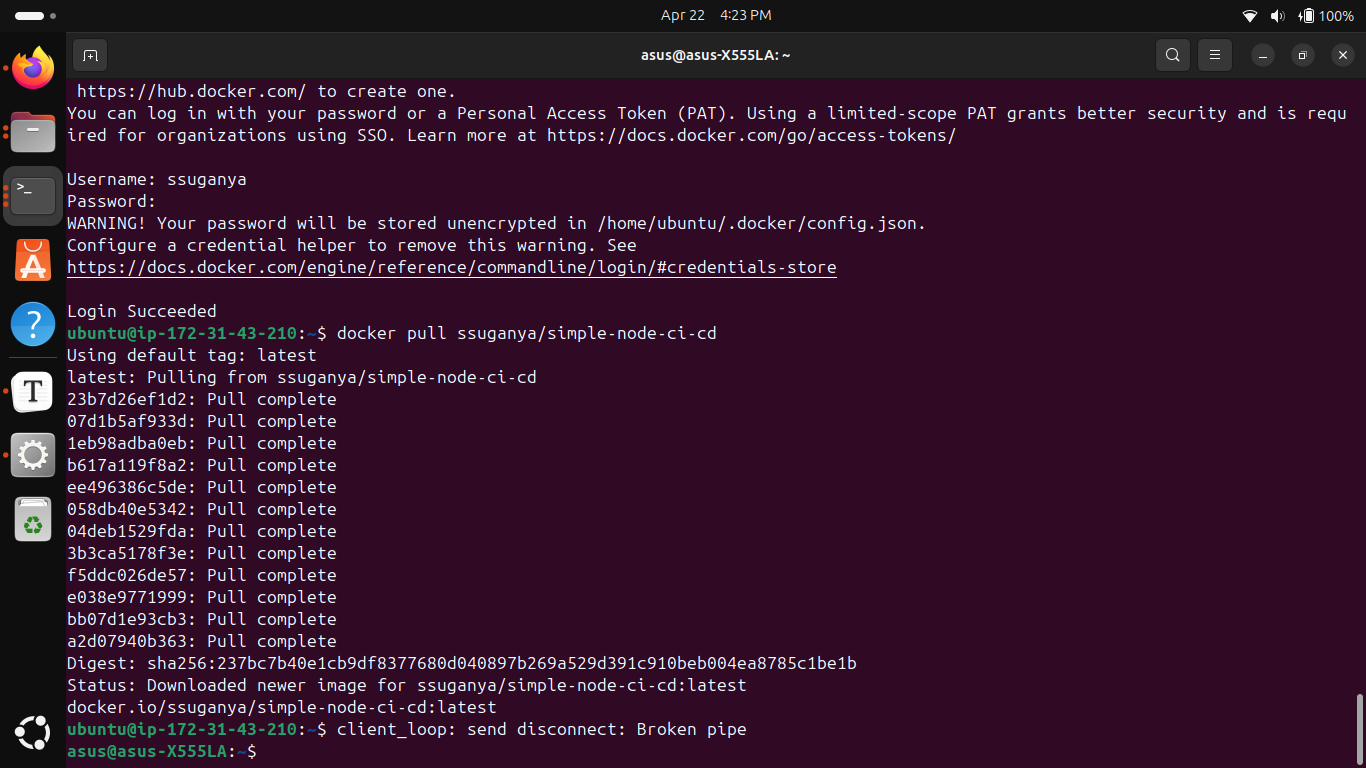 Apr 22 4:23 PM
100%
asus@asus-X555LA: ~
https://hub.docker.com/ to create one.
You can log in with your password or a Personal Access Token (PAT). Using a limited-scope PAT grants better security and is requ
ired for organizations using SSO. Learn more at https://docs.docker.com/go/access-tokens/
Username: ssuganya
Password:
WARNING! Your password will be stored unencrypted in /home/ubuntu/.docker/config.json.
Configure a credential helper to remove this warning. See
https://docs.docker.com/engine/reference/commandline/login/#credentials-store
Login Succeeded
ubuntu@ip-172-31-43-210:~$ docker pull ssuganya/simple-node-ci-cd
Using default tag: latest
latest: Pulling from ssuganya/simple-node-ci-cd
23b7d26ef1d2: Pull complete
07d1b5af933d: Pull complete
1eb98adba0eb: Pull complete
b617a119f8a2: Pull complete
ee496386c5de: Pull complete
058db40e5342: Pull complete
04deb1529fda: Pull complete
3b3ca5178f3e: Pull complete
f5ddc026de57: Pull complete
e038e9771999: Pull complete
bb07d1e93cb3: Pull complete
a2d07940b363: Pull complete
Digest: sha256:237bc7b40e1cb9df8377680d040897b269a529d391c910beb004ea8785c1be1b
Status: Downloaded newer image for ssuganya/simple-node-ci-cd:latest
docker.io/ssuganya/simple-node-ci-cd:latest
ubuntu@ip-172-31-43-210:~$ client_loop: send disconnect: Broken pipe
asus@asus-X555LA:~$